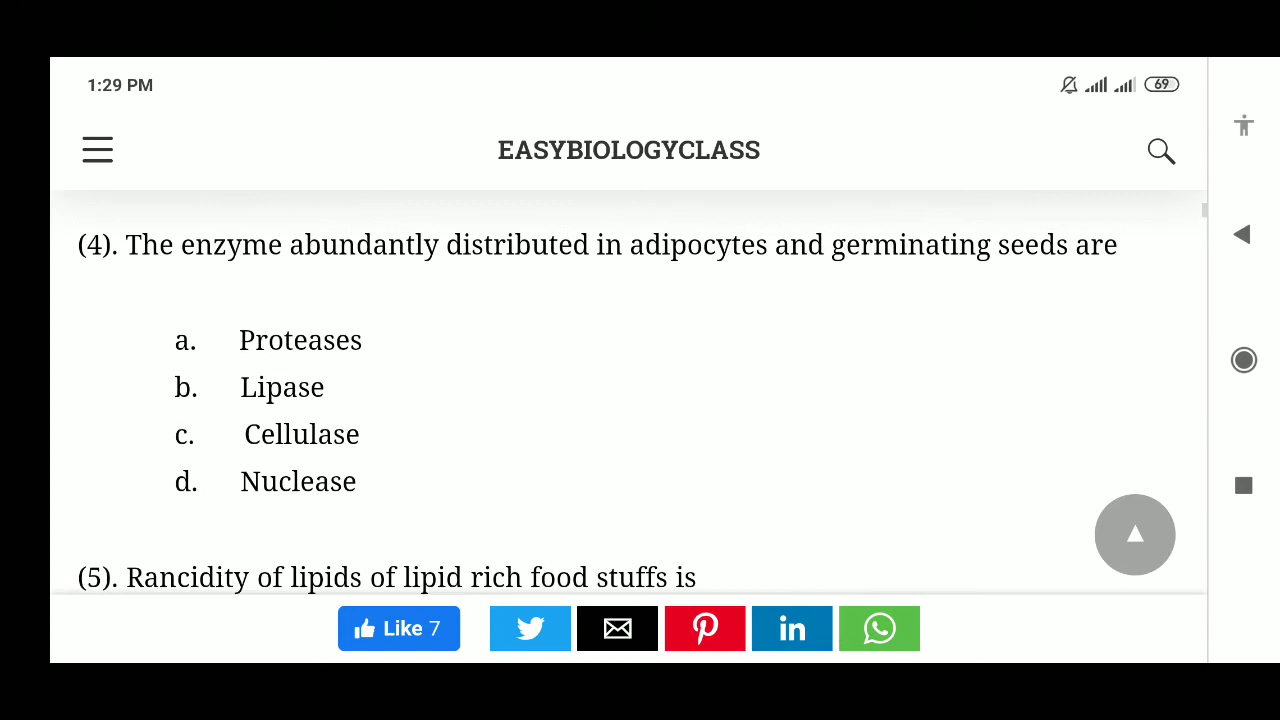 1:29 PM
69
EASYBIOLOGYCLASS
(4). The enzyme abundantly distributed in adipocytes and germinating seeds are
a. Proteases
b. Lipase
c. Cellulase
d. Nuclease
(5). Rancidity of lipids of lipid rich food stuffs is
Like 7
in